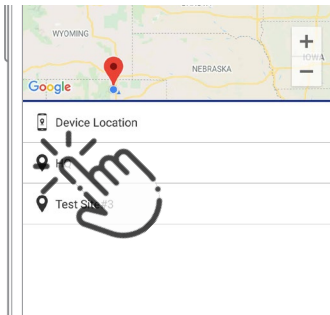 WYOMING
NEBRASKA
IOWA
Google
Device Location
Test Site #3